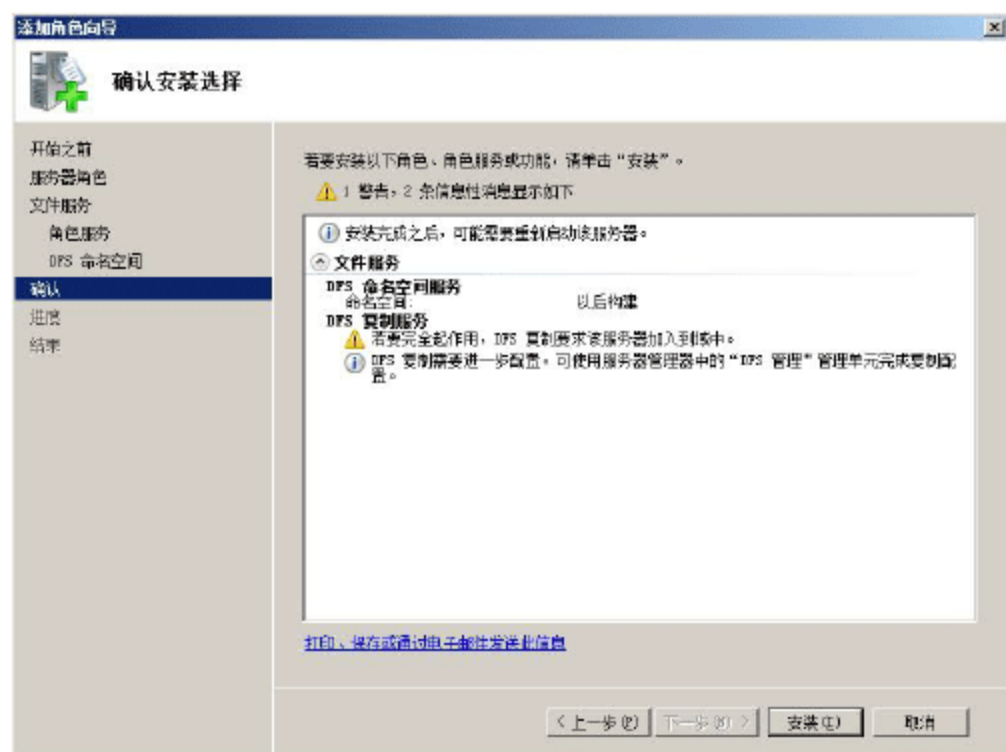 添加角色向导
确认安装选择
开始之前
服务器角色
文件服务
角色服务
DFS 命名空间
确认
进度
结果
若要安装以下角色、角色服务或功能，请单击“安装”。
1 警告，2 条信息性消息显示如下
安装完成之后，可能需要重新启动该服务器。
文件服务
DFS 命名空间服务
命名空间: 以后构建
DFS 复制服务
若要完全起作用，DFS 复制要求该服务器加入到域中。
DFS 复制需要进一步配置。可使用服务器管理器中的“DFS 管理”管理单元完成复制配
置。
打印、保存或通过电子邮件发送此信息
< 上一步(P) 下一步(N) > 安装(I) 取消